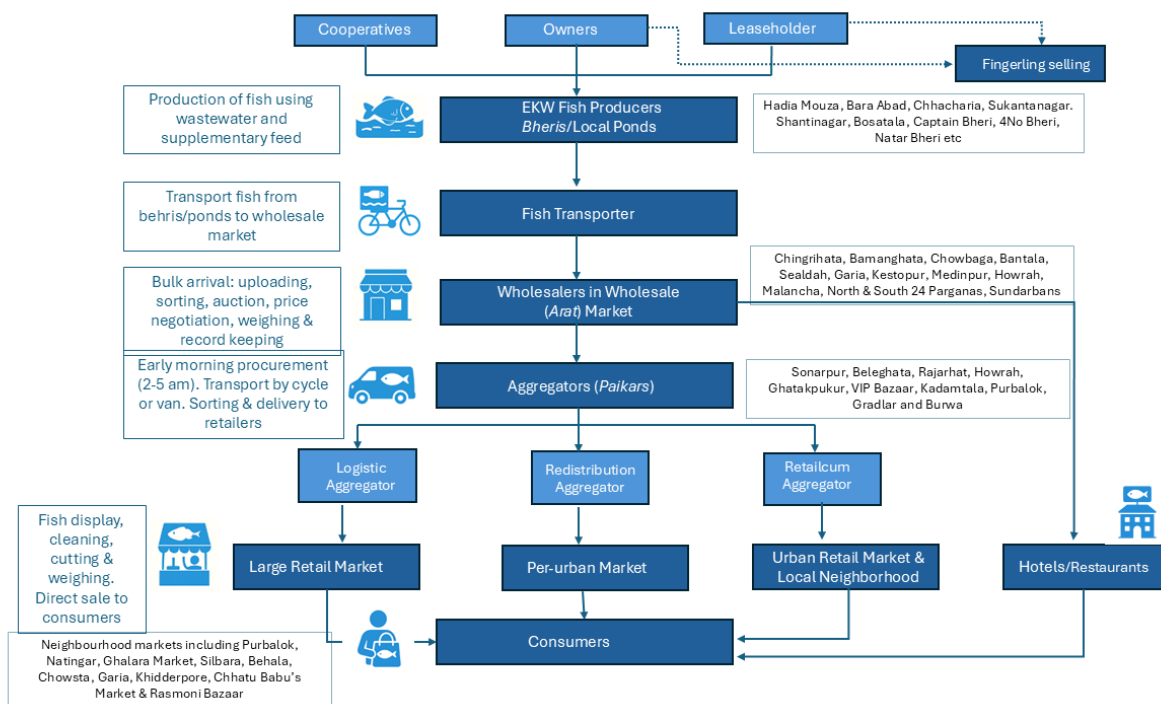 Cooperatives
Owners
Leaseholder
Fingerling selling
Production of fish using
wastewater and
supplementary feed
EKW Fish Producers
Bheris/Local Ponds
Hadia Mouza, Bara Abad, Chhacharia, Sukantanagar.
Shantinagar, Bosatala, Captain Bheri, 4No Bheri,
Natar Bheri etc
Transport fish from
behris/ponds to wholesale
market
Fish Transporter
Bulk arrival: uploading,
sorting, auction, price
negotiation, weighing &
record keeping
Wholesalers in Wholesale
(Arat) Market
Chingrihata, Bamanghata, Chowbaga, Bantala,
Sealdah, Garia, Kestopur, Medinpur, Howrah,
Malancha, North & South 24 Parganas, Sundarbans
Early morning procurement
(2-5 am). Transport by cycle
or van. Sorting & delivery to
retailers
Aggregators (Paikars)
Sonarpur, Beleghata, Rajarhat, Howrah,
Ghatakpukur, VIP Bazaar, Kadamtala, Purbalok,
Gradlar and Burwa
Logistic
Aggregator
Redistribution
Aggregator
Retailcum
Aggregator
Fish display,
cleaning,
cutting &
weighing.
Direct sale to
consumers
Large Retail Market
Per-urban Market
Urban Retail Market &
Local Neighborhood
Hotels/Restaurants
Consumers
Neighbourhood markets including Purbalok,
Natingar, Ghalara Market, Silbara, Behala,
Chowsta, Garia, Khidderpore, Chhatu Babu's
Market & Rasmoni Bazaar